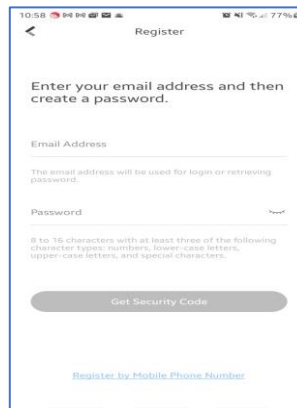 10:58 77%
Register
Enter your email address and then
create a password.
Email Address
The email address will be used for login or retrieving
password.
Password
8 to 16 characters with at least three of the following
character types: numbers, lower-case letters,
upper-case letters, and special characters.
Get Security Code
Register by Mobile Phone Number